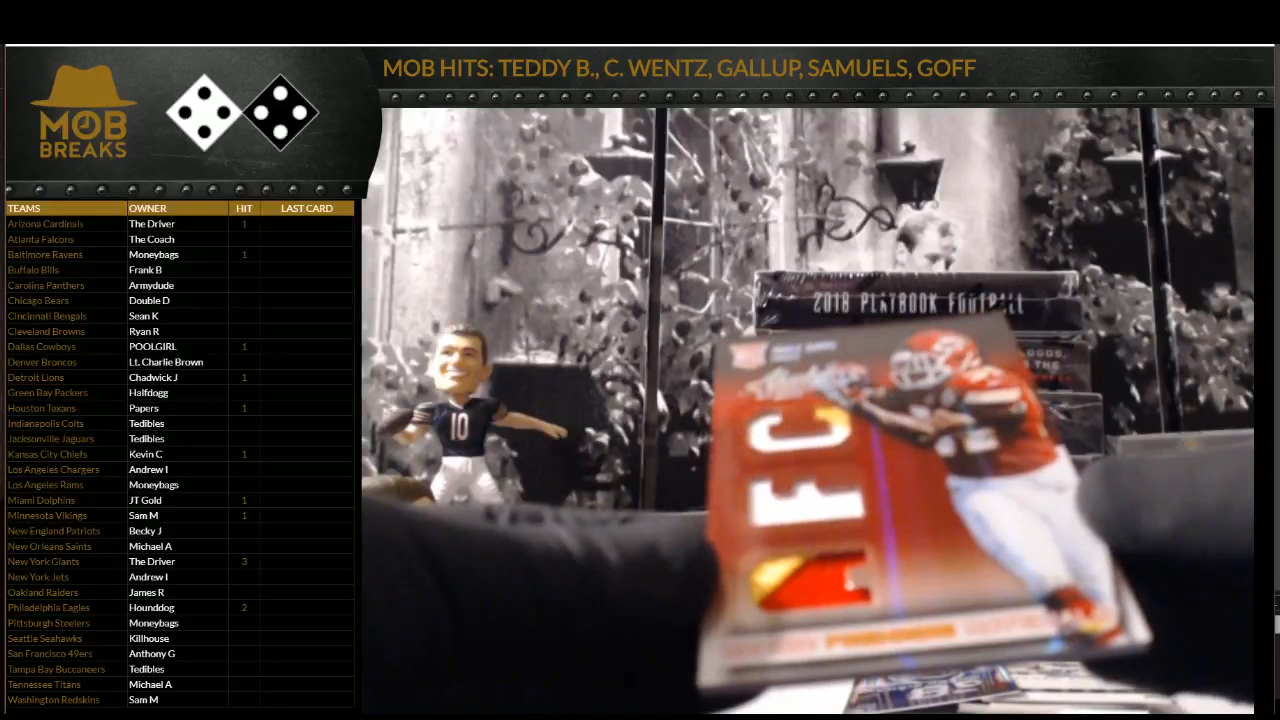 MOB HITS: TEDDY B., C. WENTZ, GALLUP, SAMUELS, GOFF
MOB
BREAKS
TEAMS OWNER HIT LAST CARD
Arizona Cardinals The Driver 1
Atlanta Falcons The Coach
Baltimore Ravens Moneybags 1
Buffalo Bills Frank B
Carolina Panthers Armydude
Chicago Bears Double D
Cincinnati Bengals Sean K
Cleveland Browns Ryan R
Dallas Cowboys POOLGIRL 1
Denver Broncos Lt. Charlie Brown
Detroit Lions Chadwick J 1
Green Bay Packers Halfdogg
Houston Texans Papers 1
Indianapolis Colts Tedibles
Jacksonville Jaguars Tedibles
Kansas City Chiefs Kevin C 1
Los Angeles Chargers Andrew I
Los Angeles Rams Moneybags
Miami Dolphins JT Gold 1
Minnesota Vikings Sam M 1
New England Patriots Becky J
New Orleans Saints Michael A
New York Giants The Driver 3
New York Jets Andrew I
Oakland Raiders James R
Philadelphia Eagles Hounddog 2
Pittsburgh Steelers Moneybags
Seattle Seahawks Killhouse
San Francisco 49ers Anthony G
Tampa Bay Buccaneers Tedibles
Tennessee Titans Michael A
Washington Redskins Sam M
2018 PLAYBOOK FOOTBALL
10
AFC